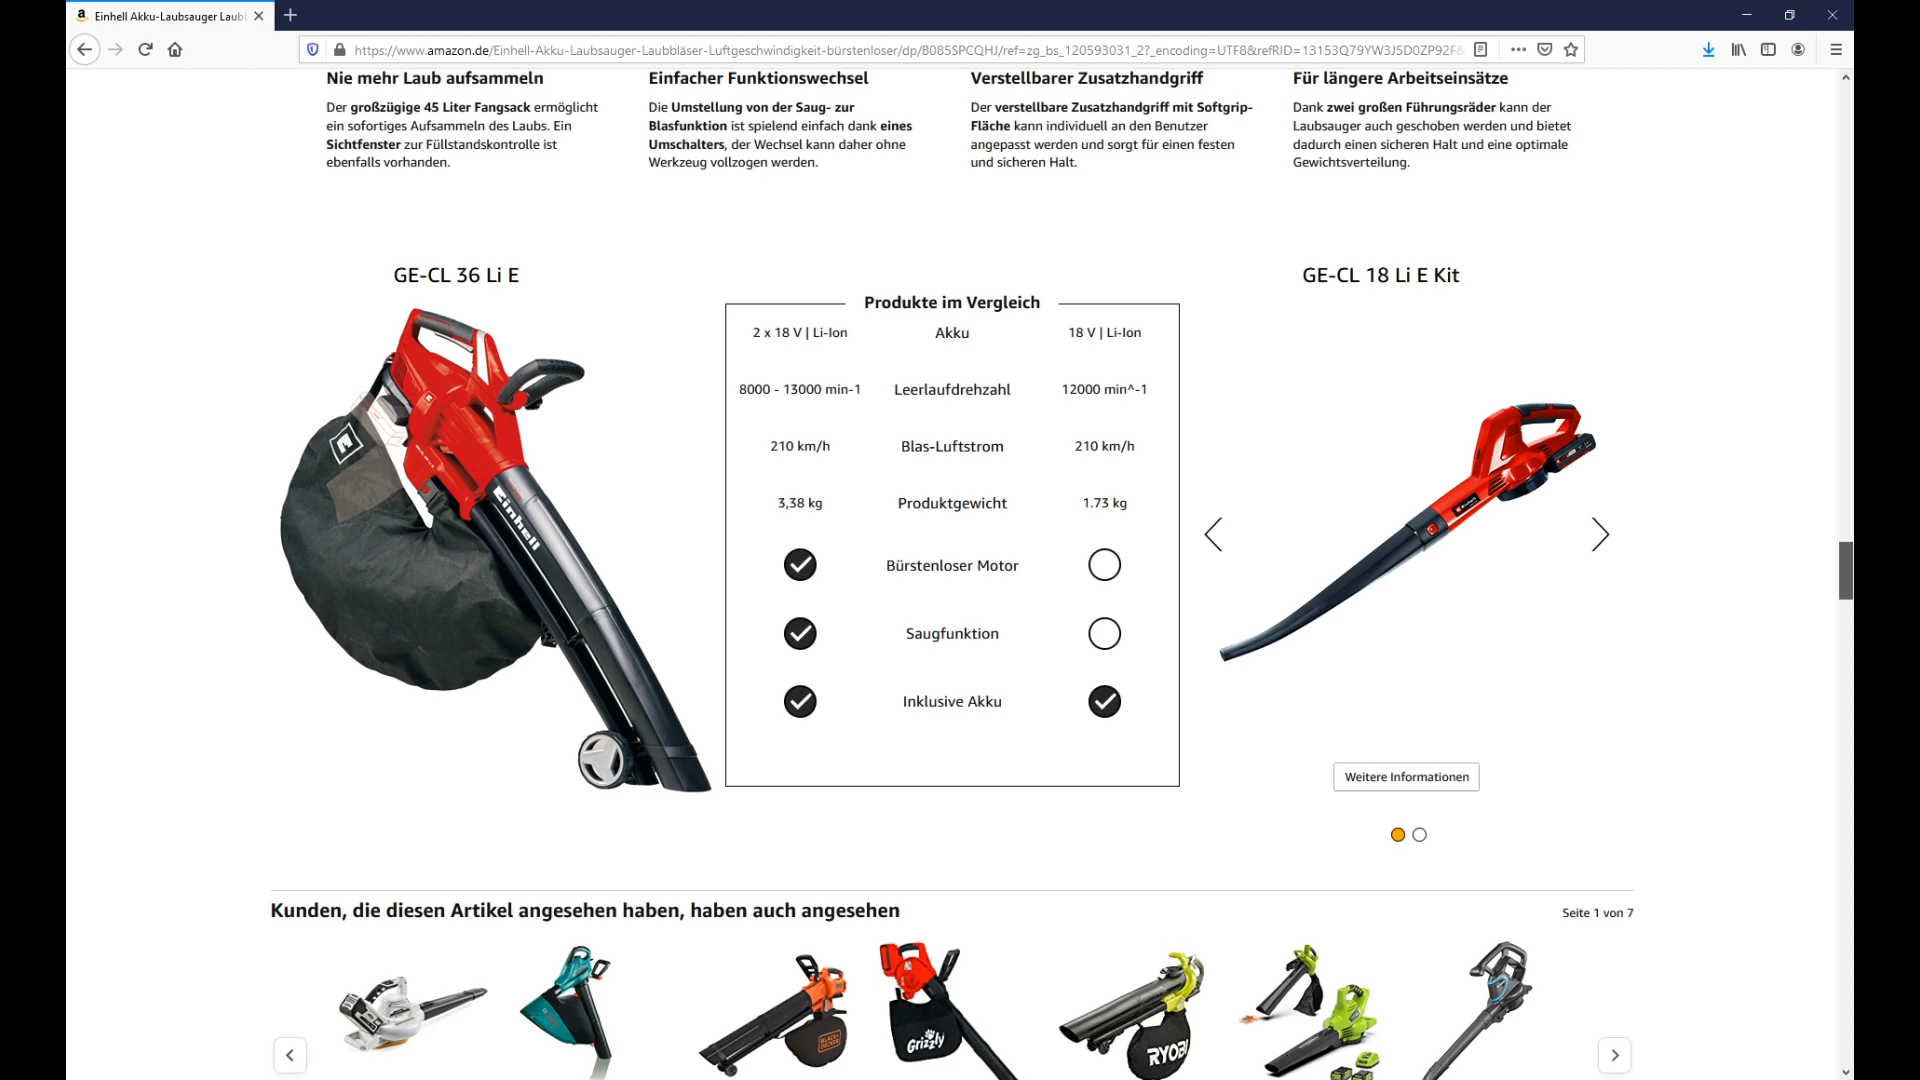 Einhell Akku-Laubsauger Laub
https://www.amazon.de/Einhell-Akku-Laubsauger-Laubbläser-Luftgeschwindigkeit-bürstenloser/dp/B085SPCQHJ/ref=zg_bs_120593031_2?_encoding=UTF8&refRID=13153Q79YW3J5D0ZP92F&
Nie mehr Laub aufsammeln
Der großzügige 45 Liter Fangsack ermöglicht
ein sofortiges Aufsammeln des Laubs. Ein
Sichtfenster zur Füllstandskontrolle ist
ebenfalls vorhanden.
Einfacher Funktionswechsel
Die Umstellung von der Saug- zur
Blasfunktion ist spielend einfach dank eines
Umschalters, der Wechsel kann daher ohne
Werkzeug vollzogen werden.
Verstellbarer Zusatzhandgriff
Der verstellbare Zusatzhandgriff mit Softgrip-
Fläche kann individuell an den Benutzer
angepasst werden und sorgt für einen festen
und sicheren Halt.
Für längere Arbeitseinsätze
Dank zwei großen Führungsräder kann der
Laubsauger auch geschoben werden und bietet
dadurch einen sicheren Halt und eine optimale
Gewichtsverteilung.
GE-CL 36 Li E
Einhell
Produkte im Vergleich
2 x 18 V | Li-Ion Akku 18 V | Li-Ion
8000 - 13000 min-1 Leerlaufdrehzahl 12000 min^-1
210 km/h Blas-Luftstrom 210 km/h
3,38 kg Produktgewicht 1.73 kg
Bürstenloser Motor
Saugfunktion
Inklusive Akku
GE-CL 18 Li E Kit
Einhell
Weitere Informationen
Kunden, die diesen Artikel angesehen haben, haben auch angesehen
Seite 1 von 7
BLACK+
DECKER
Grizzly
RYOBI